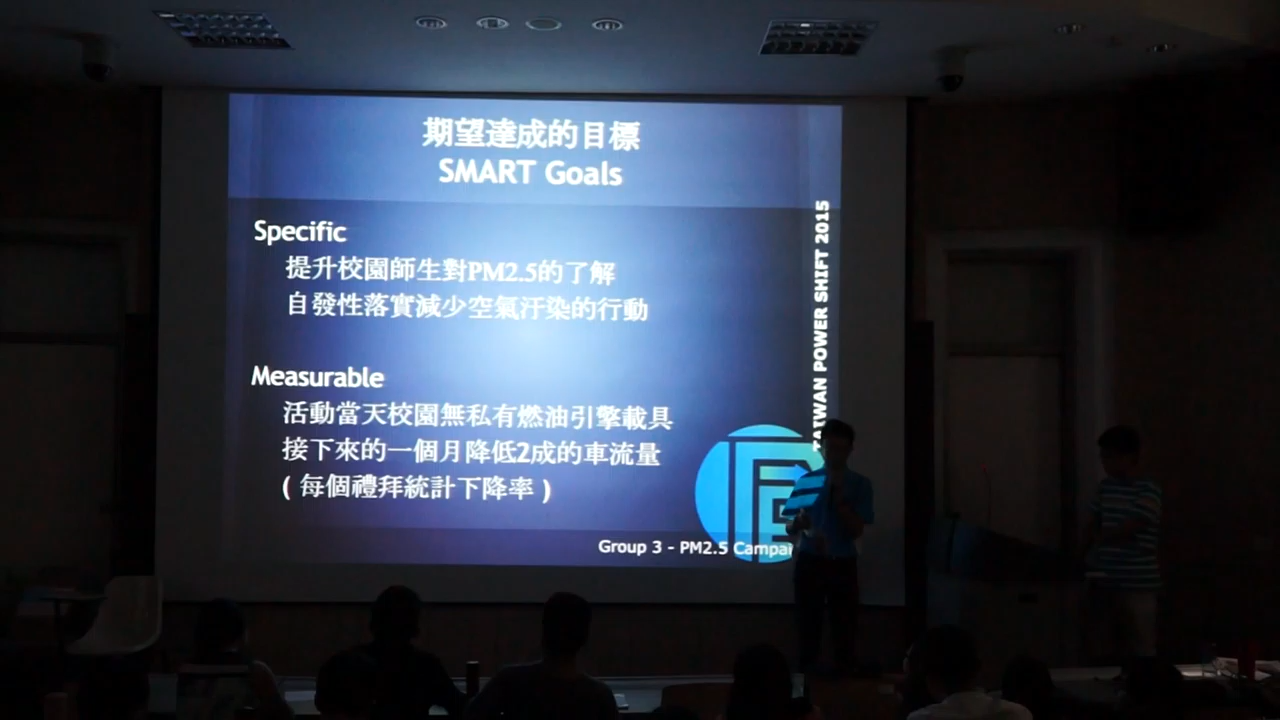 期望達成的目標
SMART Goals
Specific
提升校園師生對PM2.5的了解
自發性落實減少空氣汙染的行動
Measurable
活動當天校園無私有燃油引擎載具
接下來的一個月降低2成的車流量
( 每個禮拜統計下降率 )
Group 3 - PM2.5
TAIWAN POWER SHIFT 2015